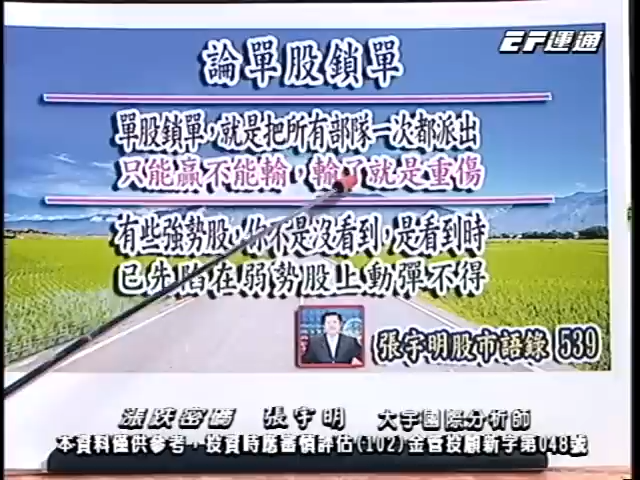 EF運通
論單股鎖單
單股鎖單,就是把所有部隊一次都派出
只能贏不能輸,輸了就是重傷
有些強勢股,你不是沒看到,是看到時
已先陷在弱勢股上動彈不得
張宇明股市語錄 539
漲跌密碼 張宇明 大宇國際分析師
本資料僅供參考,投資時應審慎評估(102)金管投顧新字第048號